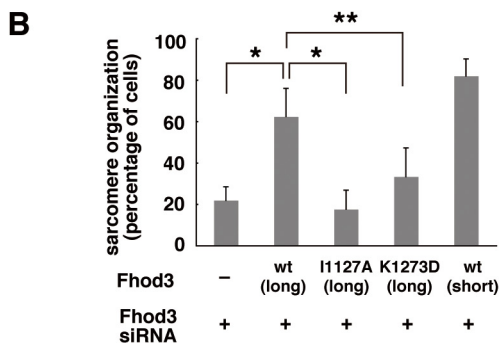 B
**
* *
sarcomere organization
(percentage of cells)
100
80
60
40
20
0
Fhod3 – wt I1127A K1273D wt
(long) (long) (long) (short)
Fhod3
siRNA + + + + +